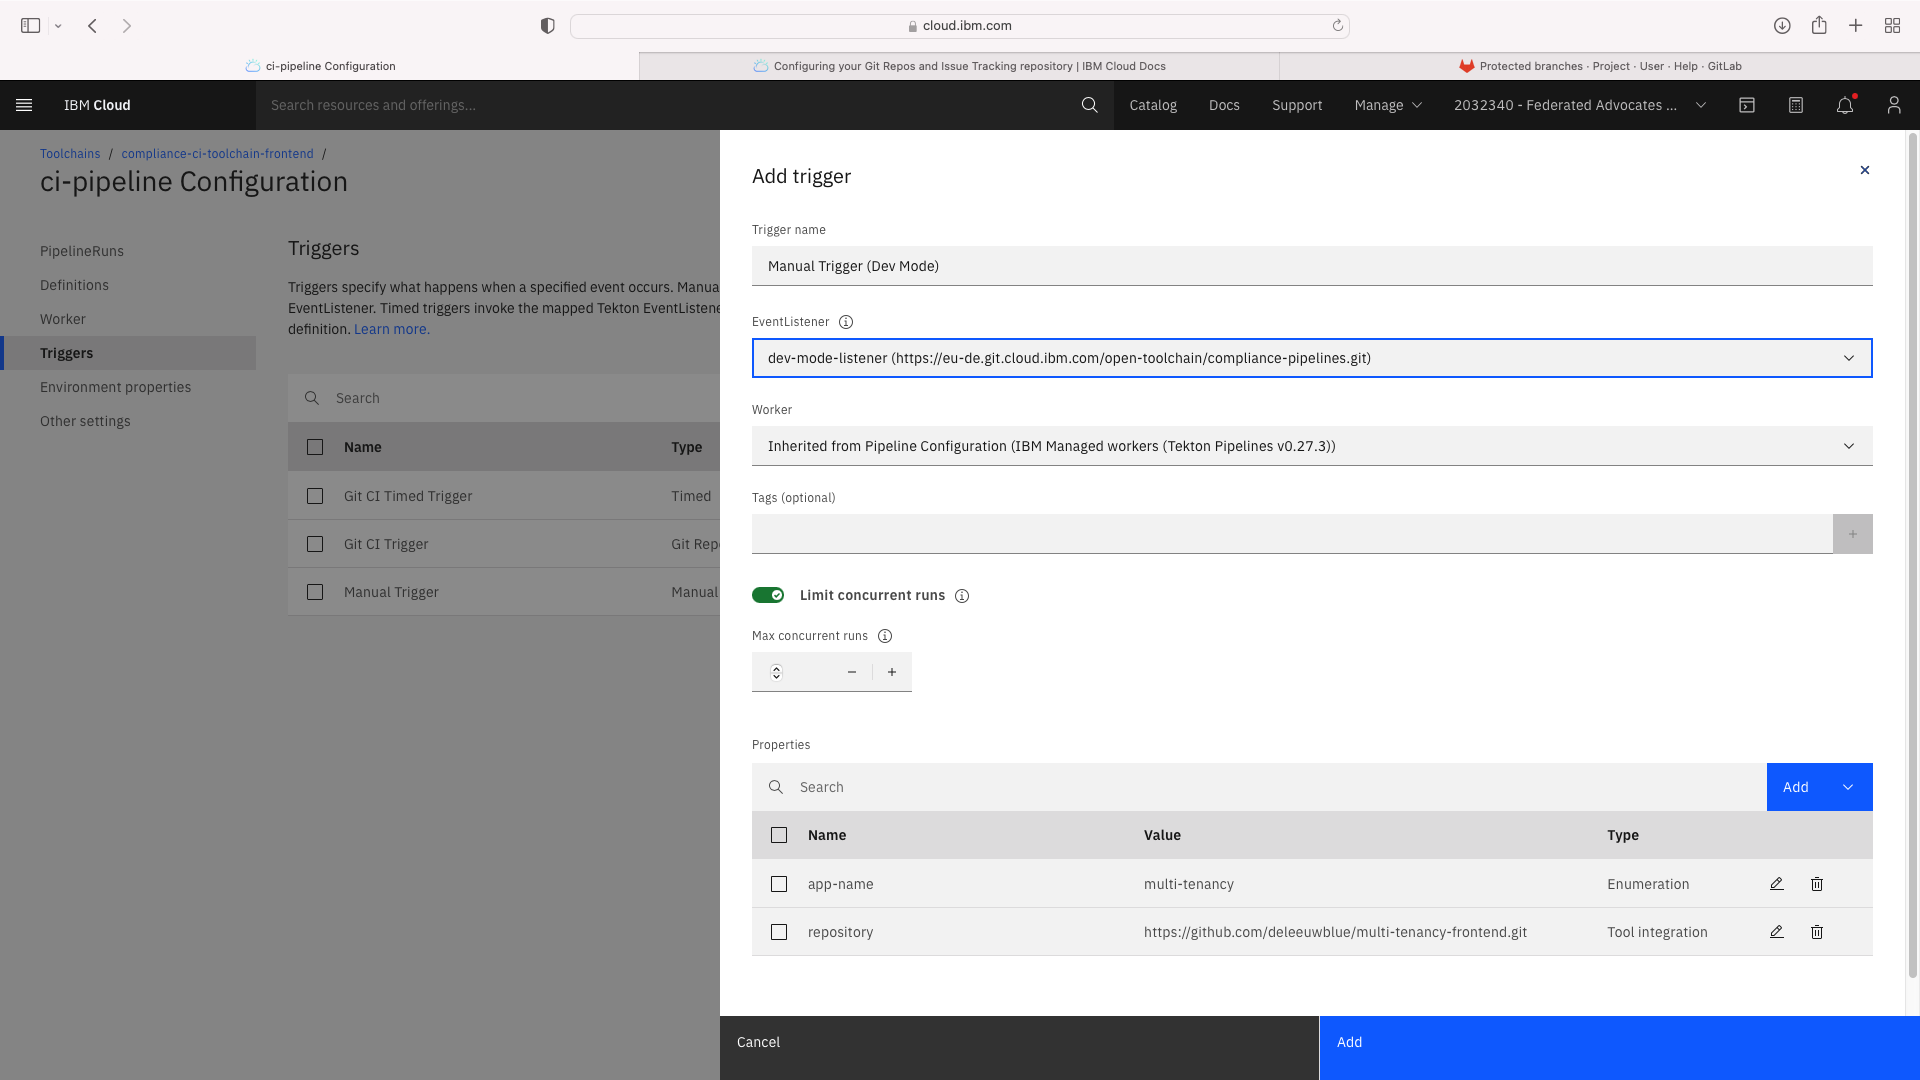 cloud.ibm.com
ci-pipeline Configuration
Configuring your Git Repos and Issue Tracking repository | IBM Cloud Docs
Protected branches · Project · User · Help · GitLab
IBM Cloud
Search resources and offerings...
Catalog
Docs
Support
Manage
2032340 - Federated Advocates ...
Toolchains / compliance-ci-toolchain-frontend /
ci-pipeline Configuration
PipelineRuns
Definitions
Worker
Triggers
Environment properties
Other settings
Triggers
Triggers specify what happens when a specified event occurs. Manua
EventListener. Timed triggers invoke the mapped Tekton EventListene
definition. Learn more.
Search
Name Type
Git CI Timed Trigger Timed
Git CI Trigger Git Rep
Manual Trigger Manual
Add trigger
Trigger name
Manual Trigger (Dev Mode)
EventListener
dev-mode-listener (https://eu-de.git.cloud.ibm.com/open-toolchain/compliance-pipelines.git)
Worker
Inherited from Pipeline Configuration (IBM Managed workers (Tekton Pipelines v0.27.3))
Tags (optional)
Limit concurrent runs
Max concurrent runs
Properties
Search
Add
Name Value Type
app-name multi-tenancy Enumeration
repository https://github.com/deleeuwblue/multi-tenancy-frontend.git Tool integration
Cancel
Add